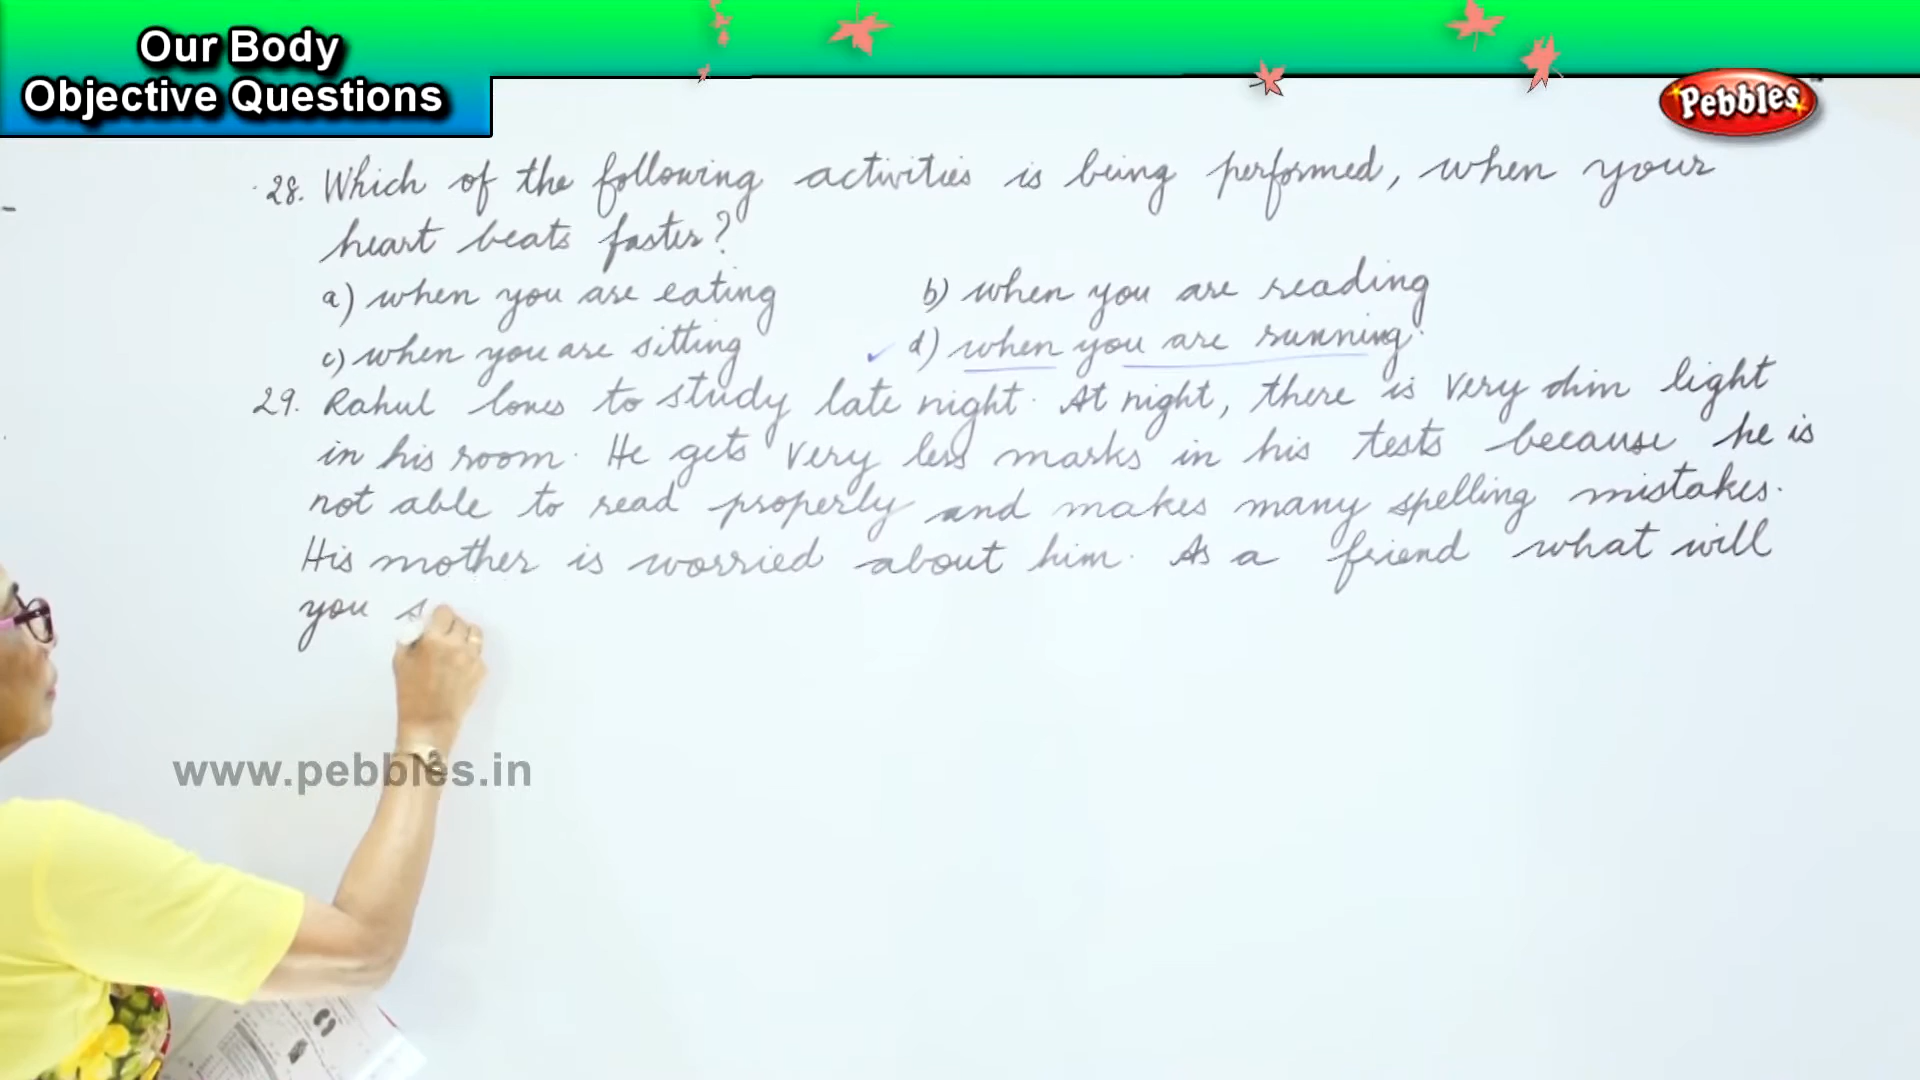 Our Body
Objective Questions
Pebbles
28. Which of the following activities is being performed, when your
heart beats faster?
a) when you are eating b) when you are reading
c) when you are sitting d) when you are running.
29. Rahul loves to study late night. At night, there is very dim light
in his room. He gets very less marks in his tests because he is
not able to read properly and makes many spelling mistakes.
His mother is worried about him. As a friend what will
you s
www.pebbles.in